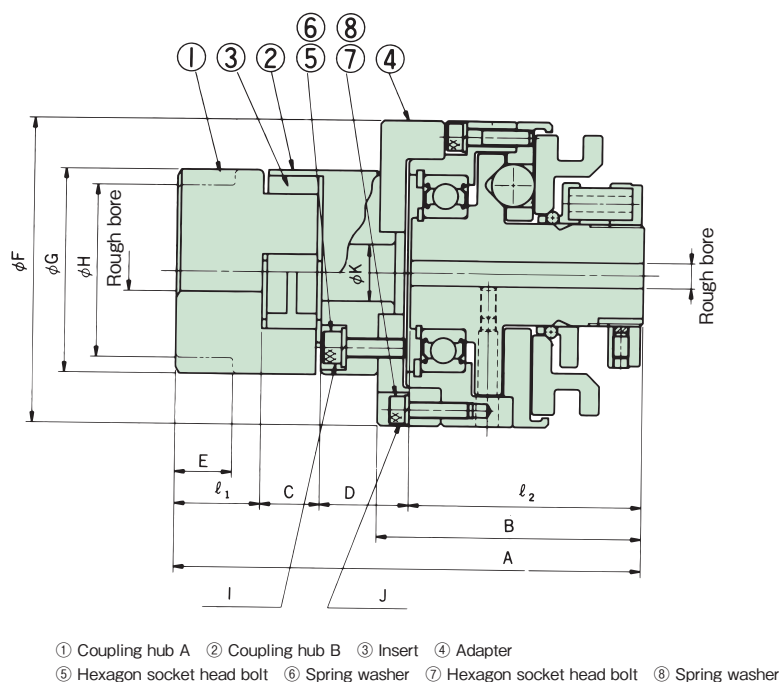 ⑥ ⑧
① ③ ② ⑤ ⑦ ④
φF
φG
φH
Rough bore
φK
Rough bore
E
ℓ1 C D ℓ2
B
A
I J
① Coupling hub A ② Coupling hub B ③ Insert ④ Adapter
⑤ Hexagon socket head bolt ⑥ Spring washer ⑦ Hexagon socket head bolt ⑧ Spring washer